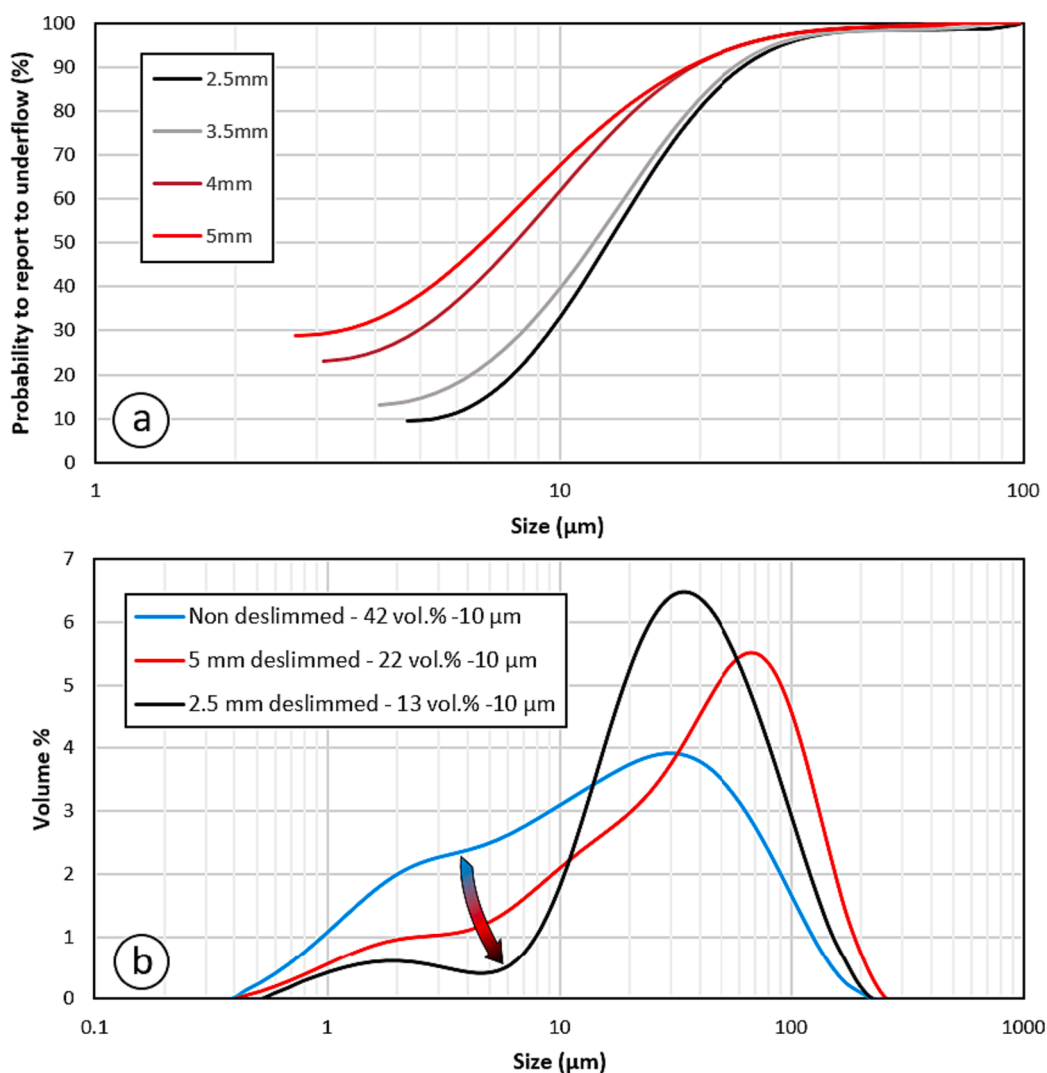 Probability to report to underflow (%)
100
90
80
70
60
50
40
30
20
10
0
2.5mm
3.5mm
4mm
5mm
a
1
10
100
Size (μm)
Volume %
7
6
5
4
3
2
1
0
Non deslimmed - 42 vol.% -10 μm
5 mm deslimmed - 22 vol.% -10 μm
2.5 mm deslimmed - 13 vol.% -10 μm
b
0.1
1
10
100
1000
Size (μm)